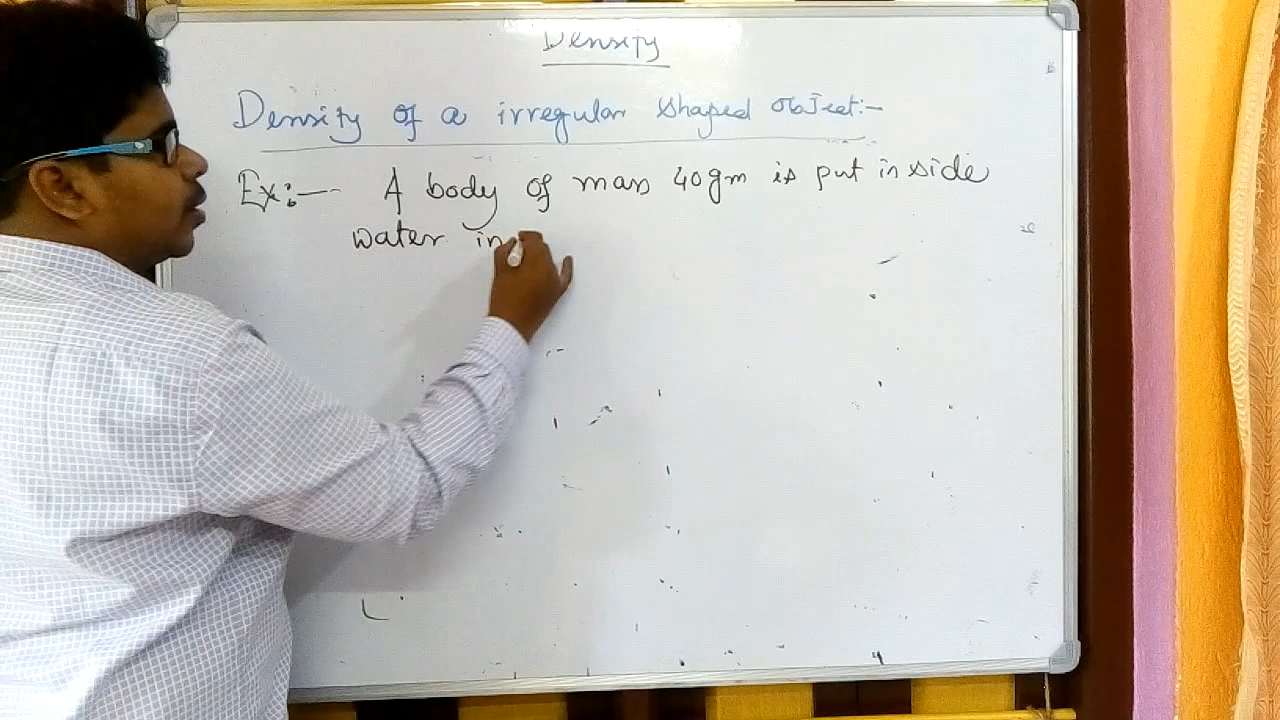 Density
Density of a irregular shaped object:-
Ex:— A body of mass 40gm is put inside
water in